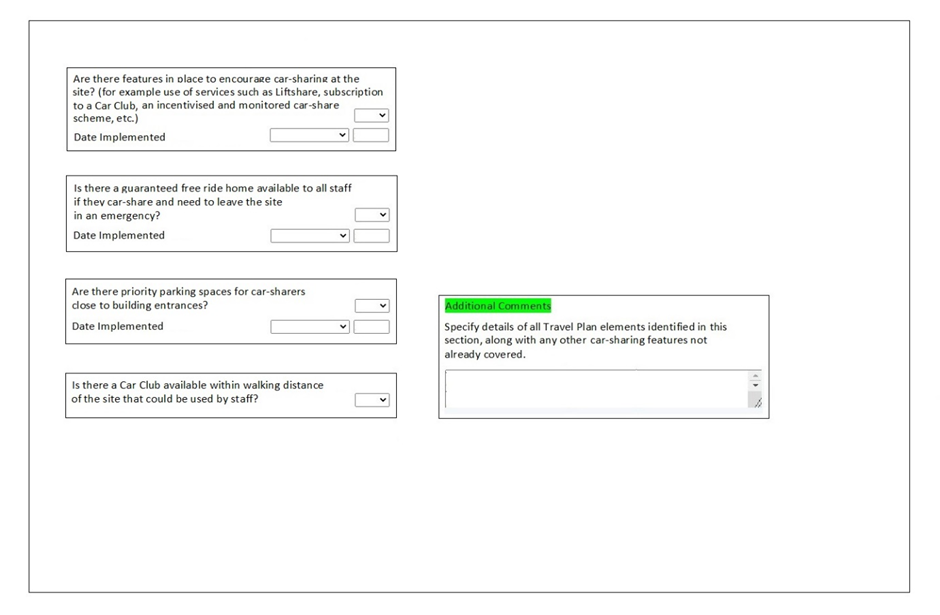 Are there features in place to encourage car-sharing at the
site? (for example use of services such as Liftshare, subscription
to a Car Club, an incentivised and monitored car-share
scheme, etc.)
Date Implemented
Is there a guaranteed free ride home available to all staff
if they car-share and need to leave the site
in an emergency?
Date Implemented
Are there priority parking spaces for car-sharers
close to building entrances?
Date Implemented
Is there a Car Club available within walking distance
of the site that could be used by staff?
Additional Comments
Specify details of all Travel Plan elements identified in this
section, along with any other car-sharing features not
already covered.